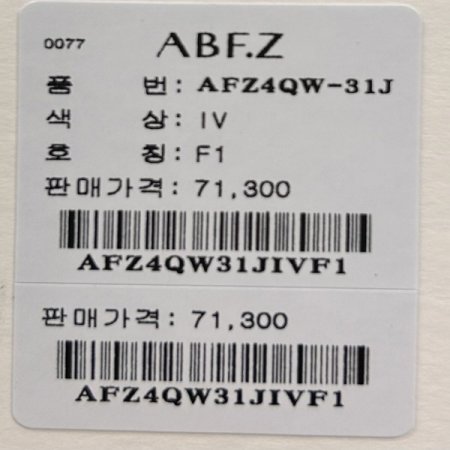 0077 ABF.Z
품 번: AFZ4QW-31J
색 상: IV
호 칭: F1
판매가격: 71,300
AFZ4QW31JIVF1
판매가격: 71,300
AFZ4QW31JIVF1